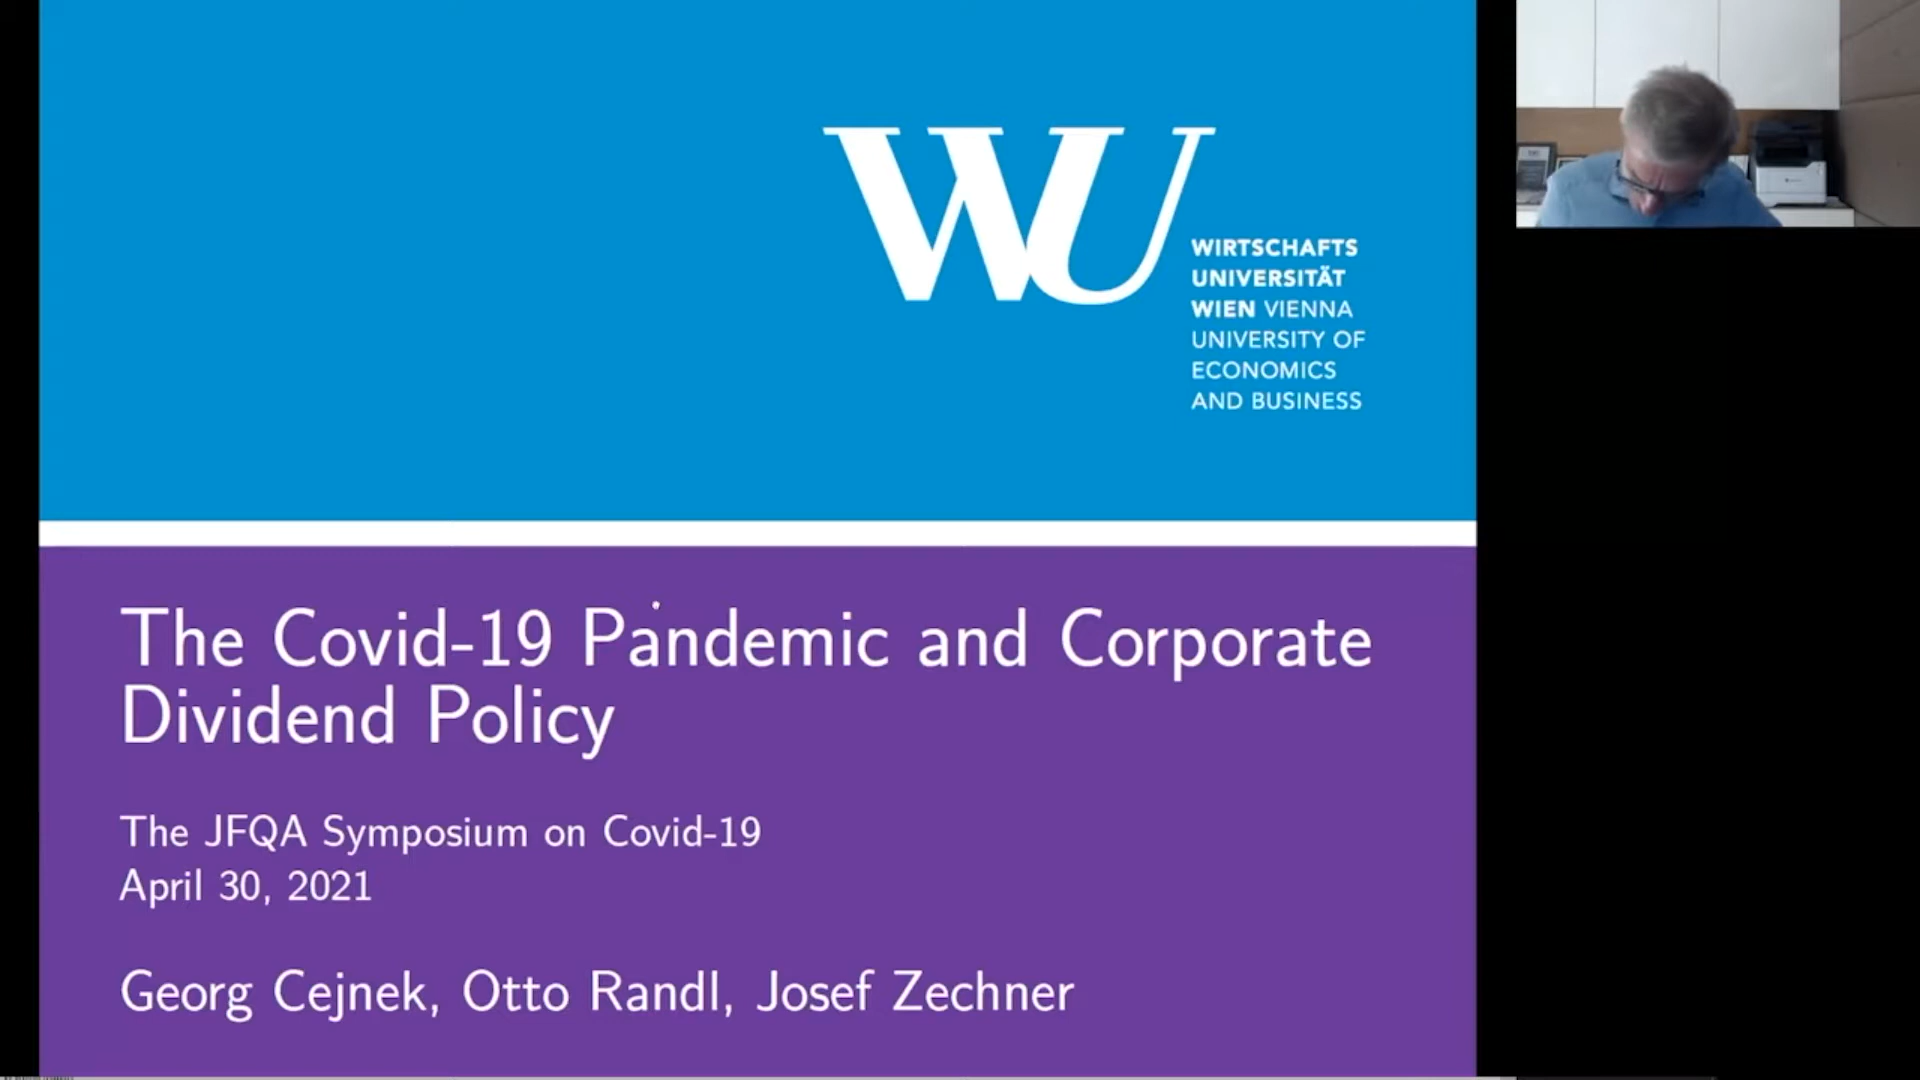 WU
WIRTSCHAFTS
UNIVERSITÄT
WIEN VIENNA
UNIVERSITY OF
ECONOMICS
AND BUSINESS
The Covid-19 Pandemic and Corporate
Dividend Policy
The JFQA Symposium on Covid-19
April 30, 2021
Georg Cejnek, Otto Randl, Josef Zechner